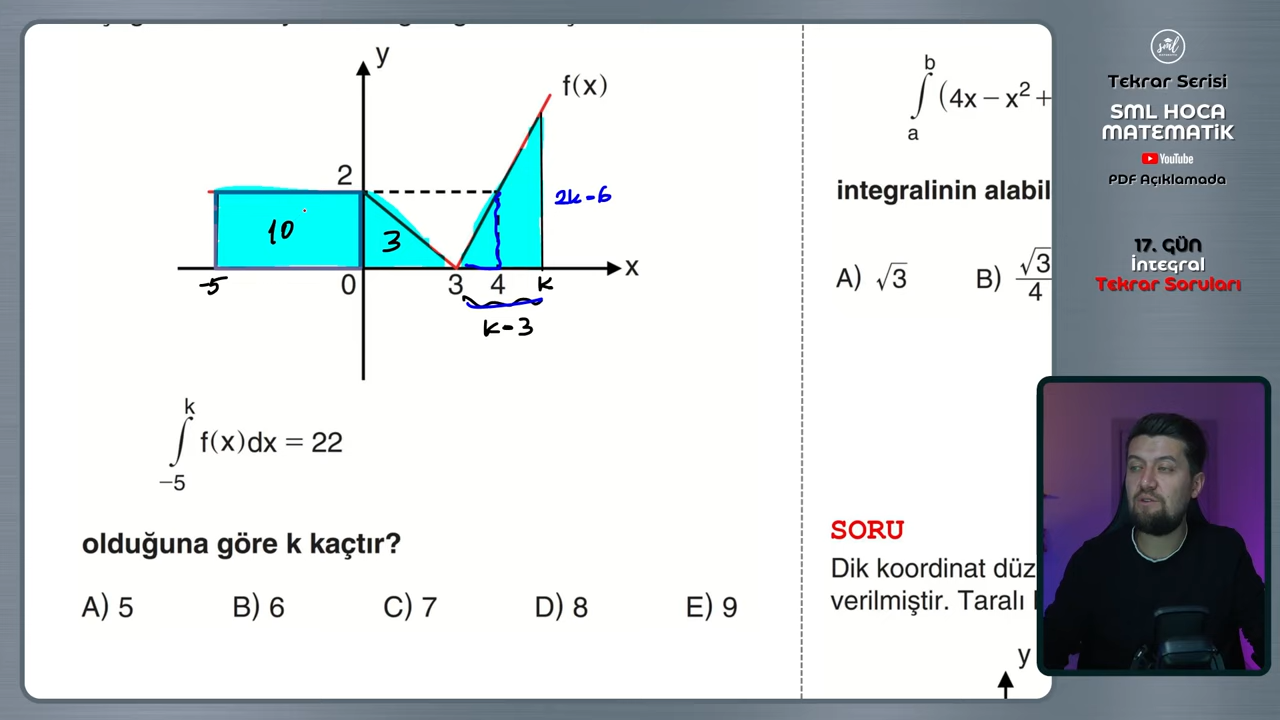 y
f(x)
2
10
3
2k-6
-5
0
3
4
k
x
k-3
k
∫ f(x)dx = 22
-5
olduğuna göre k kaçtır?
A) 5
B) 6
C) 7
D) 8
E) 9
b
∫ (4x – x² +
a
integralinin alabil
A) √3
B) √3/4
SORU
Dik koordinat düz
verilmiştir. Taralı
y
sml
Tekrar Serisi
SML HOCA
MATEMATİK
YouTube
PDF Açıklamada
17. GÜN
İntegral
Tekrar Soruları